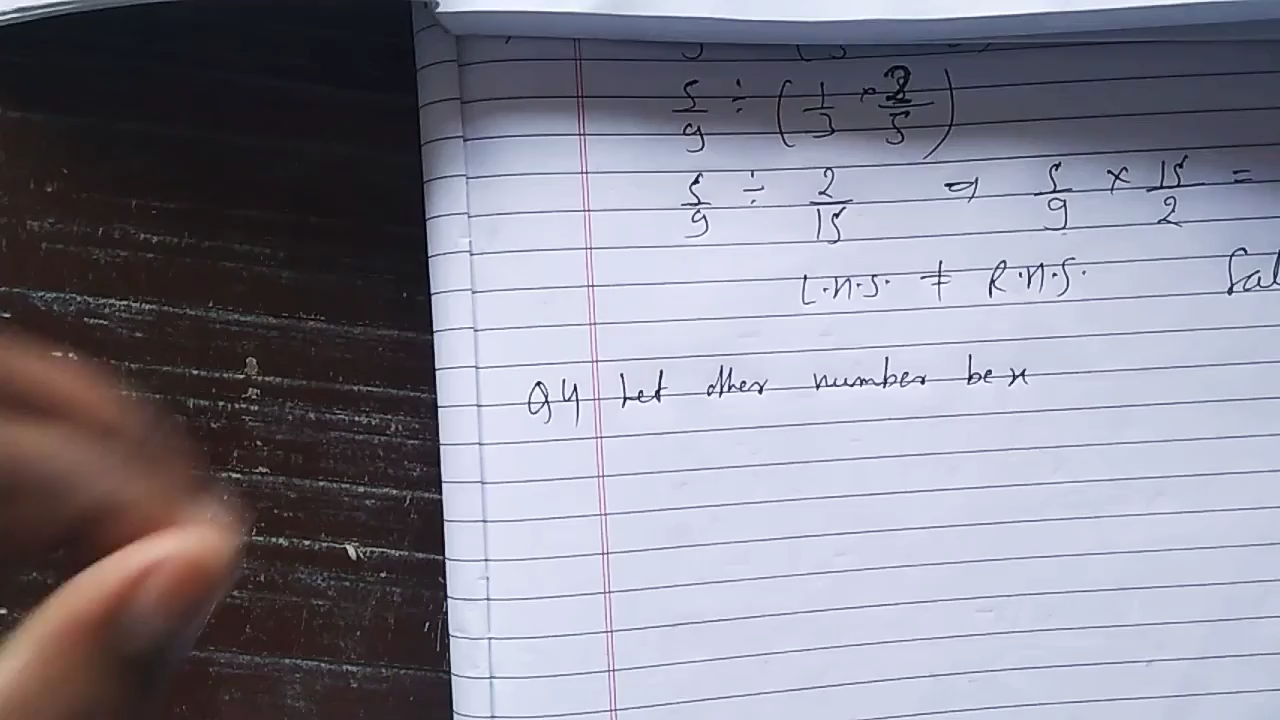 5/9 ÷ (1/3 × 2/5)
5/9 ÷ 2/15 ⇒ 5/9 × 15/2 =
L.H.S. ≠ R.H.S.
Q4 Let other number be x